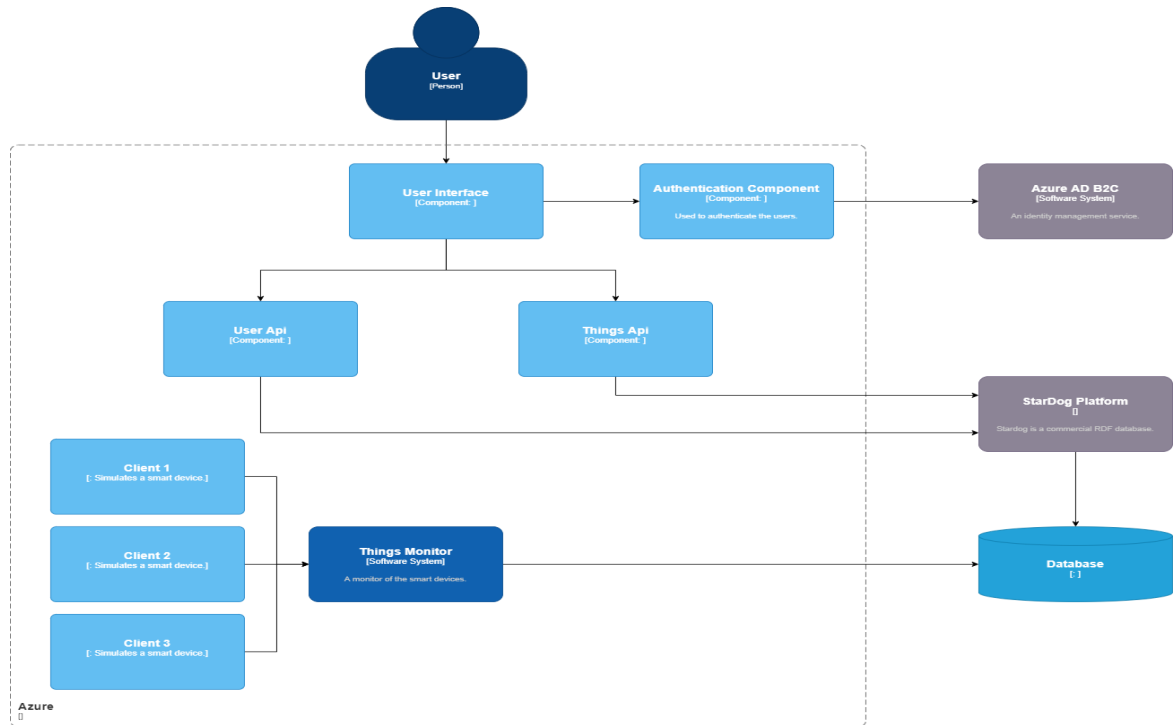 User
[Person]
User Interface
[Component: ]
Authentication Component
[Component: ]
Used to authenticate the users.
Azure AD B2C
[Software System]
An identity management service.
User Api
[Component: ]
Things Api
[Component: ]
StarDog Platform
[]
Stardog is a commercial RDF database.
Client 1
[: Simulates a smart device.]
Client 2
[: Simulates a smart device.]
Things Monitor
[Software System]
A monitor of the smart devices.
Database
[: ]
Client 3
[: Simulates a smart device.]
Azure
[]